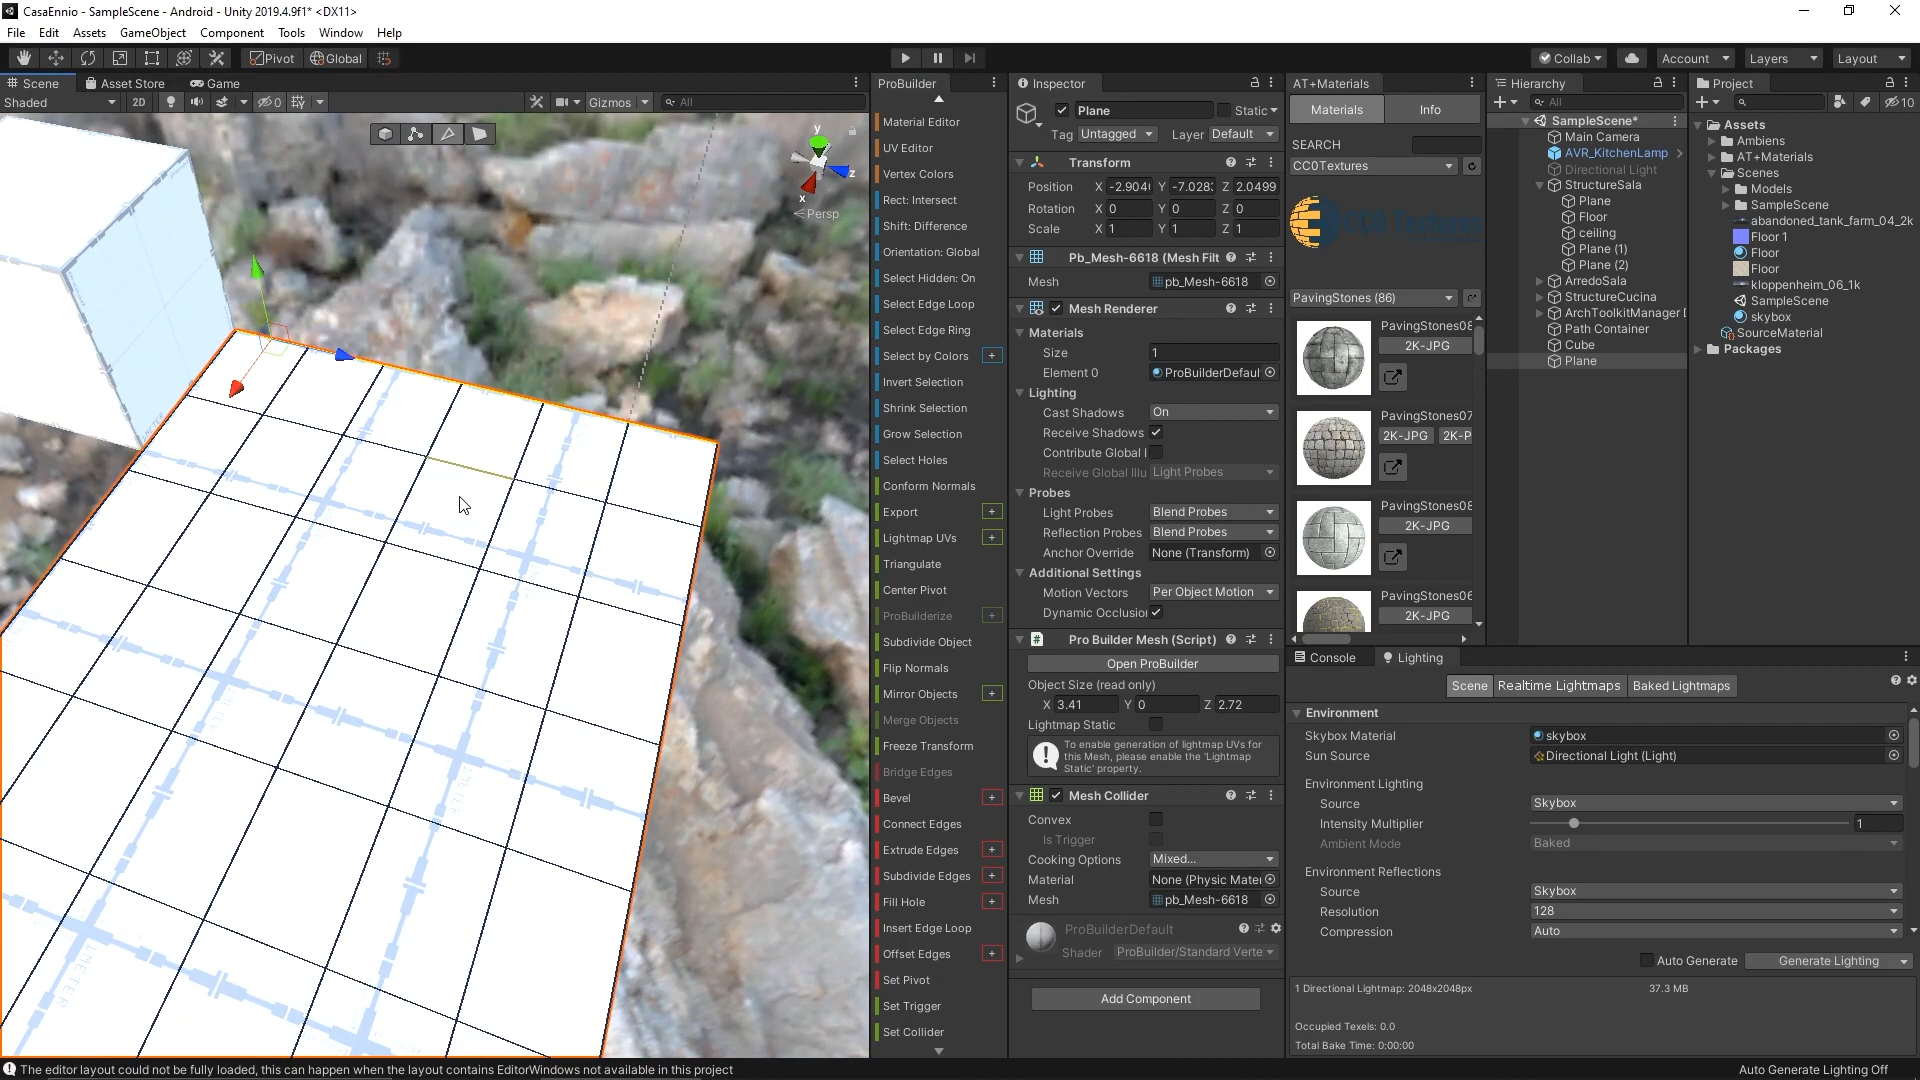 CasaEnnio - SampleScene - Android - Unity 2019.4.9f1* <DX11>
File Edit Assets GameObject Component Tools Window Help
Pivot Global
Collab Account Layers Layout
Scene Asset Store Game
Shaded 2D 0 Gizmos All
y
z
x
Persp
METER
ProBuilder
Material Editor
UV Editor
Vertex Colors
Rect: Intersect
Shift: Difference
Orientation: Global
Select Hidden: On
Select Edge Loop
Select Edge Ring
Select by Colors +
Invert Selection
Shrink Selection
Grow Selection
Select Holes
Conform Normals
Export +
Lightmap UVs +
Triangulate
Center Pivot
ProBuilderize +
Subdivide Object
Flip Normals
Mirror Objects +
Merge Objects
Freeze Transform
Bridge Edges
Bevel +
Connect Edges
Extrude Edges +
Subdivide Edges +
Fill Hole +
Insert Edge Loop
Offset Edges +
Set Pivot
Set Trigger
Set Collider
Inspector
Plane Static
Tag Untagged Layer Default
Transform
Position X -2.904( Y -7.028: Z 2.0499
Rotation X 0 Y 0 Z 0
Scale X 1 Y 1 Z 1
Pb_Mesh-6618 (Mesh Filt
Mesh pb_Mesh-6618
Mesh Renderer
Materials
Size 1
Element 0 ProBuilderDefaul
Lighting
Cast Shadows On
Receive Shadows
Contribute Global I
Receive Global Illu Light Probes
Probes
Light Probes Blend Probes
Reflection Probes Blend Probes
Anchor Override None (Transform)
Additional Settings
Motion Vectors Per Object Motion
Dynamic Occlusio
# Pro Builder Mesh (Script)
Open ProBuilder
Object Size (read only)
X 3.41 Y 0 Z 2.72
Lightmap Static
To enable generation of lightmap UVs for
this Mesh, please enable the 'Lightmap
Static' property.
Mesh Collider
Convex
Is Trigger
Cooking Options Mixed...
Material None (Physic Mater
Mesh pb_Mesh-6618
ProBuilderDefault
Shader ProBuilder/Standard Verte
Add Component
AT+Materials
Materials Info
SEARCH
CC0Textures
CC0 Textures
PavingStones (86)
PavingStones08
2K-JPG
PavingStones07
2K-JPG 2K-P
PavingStones08
2K-JPG
PavingStones06
2K-JPG
Hierarchy
All
SampleScene*
Main Camera
AVR_KitchenLamp
Directional Light
StructureSala
Plane
Floor
ceiling
Plane (1)
Plane (2)
ArredoSala
StructureCucina
ArchToolkitManager [
Path Container
Cube
Plane
Project
10
Assets
Ambiens
AT+Materials
Scenes
Models
SampleScene
abandoned_tank_farm_04_2k
Floor 1
Floor
Floor
kloppenheim_06_1k
SampleScene
skybox
SourceMaterial
Packages
Console Lighting
Scene Realtime Lightmaps Baked Lightmaps
Environment
Skybox Material skybox
Sun Source Directional Light (Light)
Environment Lighting
Source Skybox
Intensity Multiplier 1
Ambient Mode Baked
Environment Reflections
Source Skybox
Resolution 128
Compression Auto
Auto Generate Generate Lighting
1 Directional Lightmap: 2048x2048px 37.3 MB
Occupied Texels: 0.0
Total Bake Time: 0:00:00
The editor layout could not be fully loaded, this can happen when the layout contains EditorWindows not available in this project
Auto Generate Lighting Off